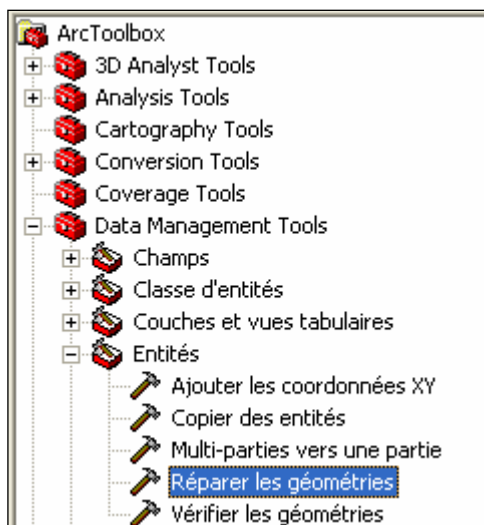 ArcToolbox
3D Analyst Tools
Analysis Tools
Cartography Tools
Conversion Tools
Coverage Tools
Data Management Tools
Champs
Classe d'entités
Couches et vues tabulaires
Entités
Ajouter les coordonnées XY
Copier des entités
Multi-parties vers une partie
Réparer les géométries
Vérifier les géométries